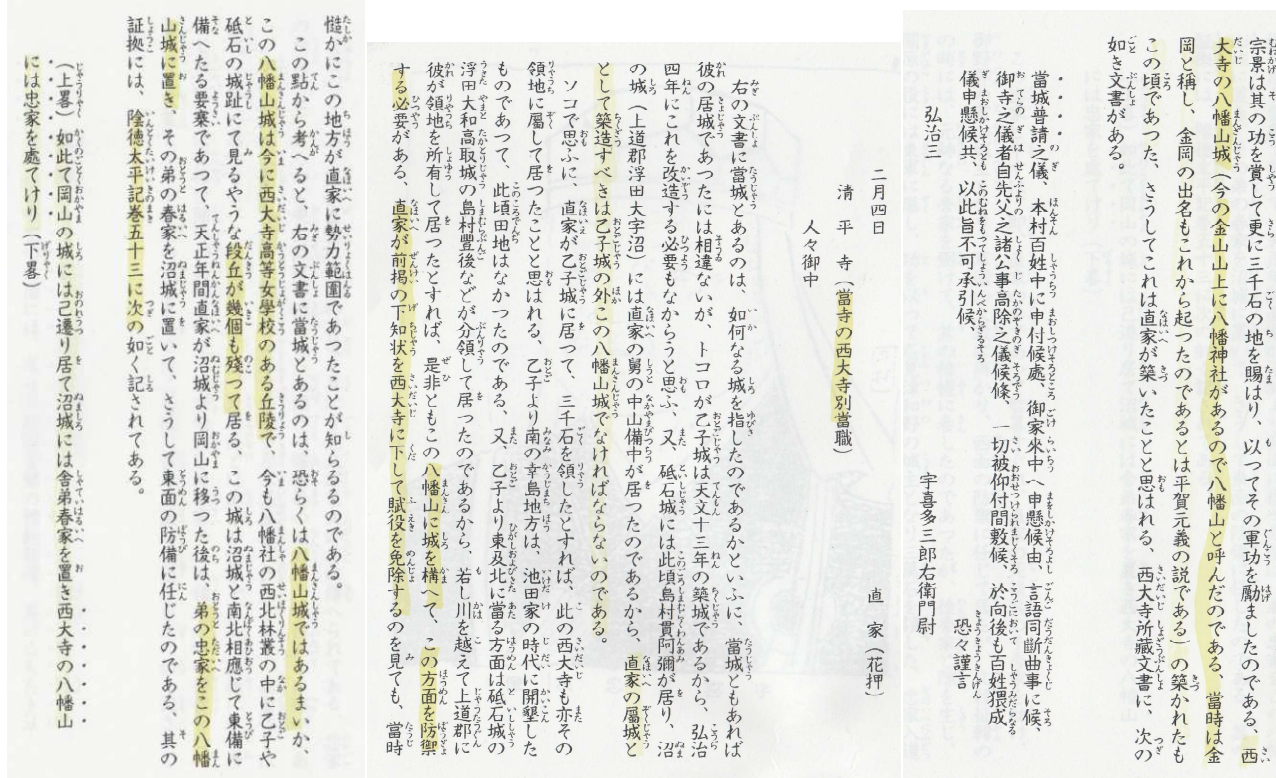 宗景は其の功を賞して更に三千石の地を賜はり、以つてその軍功を勵ましたのである、西
大寺の八幡山城(今の金山山上に八幡神社があるので八幡山と呼んだのである、當時は金
岡と稱し、金岡の出名もこれから起つたのであるとは平賀元義の説である)の築かれたも
この頃であつた、さうしてこれは直家が築いたことと思はれる、西大寺所藏文書に、次の
如き文書がある。
當城普請之儀、本村百姓中に申付候處、御家来中へ申懸候由、言語同斷曲事に候、
御寺之儀者自先父之諸公事高除之儀候條、一切被仰付間敷候、於向後も百姓猥成
儀申懸候共、以此旨不可承引候、 恐々謹言
弘治三 宇喜多三郎右衛門尉
直家(花押)
二月四日
清平寺(當寺の西大寺別當職)
人々御中
右の文書に當城とあるのは、如何なる城を指したのであるかといふに、當城ともあれば
彼の居城であつたには相違ないが、トコロが乙子城は天文十三年の築城であるから、弘治
四年にこれを改造する必要もなからうと思ふ、又、砥石城には此頃島村貫阿彌が居り、沼
の城(上道郡浮田大字沼)には直家の舅の中山備中が居つたのであるから、直家の屬城と
として築造すべきは乙子城の外この八幡山城でなければならないのである。
ソコで思ふに、直家が乙子城に居つて、三千石を領したとすれば、此の西大寺も亦その
領地に屬して居つたことと思はれる、乙子より南の幸島地方は、池田家の時代に開墾した
ものであつて、此頃田地はなかつたのである、又、乙子より東及北に當る方面は砥石城の
浮田大和高取城の島村豊後などが分領して居つたのであるから、若し川を越えて上道郡に
彼が領地を所有して居つたとすれば、是非ともこの八幡山に城を構へて、この方面を防禦
する必要がある、直家が前掲の下知状を西大寺に下して賦役を免除するのを見ても、當時
慥かにこの地方が直家に勢力範圍であつたことが知らるるのである。
この點から考へると、右の文書に當城とあるのは、恐らくは八幡山城ではあるまいか、
この八幡山城は今に西大寺高等女學校のある丘陵で、今も八幡社の西北林叢の中に乙子や
砥石の城趾にて見るやうな段丘が幾個も殘つて居る、この城は沼城と南北相應じて東備に
備へたる要塞であつて、天正年間直家が沼城より岡山に移つた後は、弟の忠家をこの八幡
山城に置き、その弟の春家を沼城に置いて、さうして東面の防備に任じたのである、其の
証拠には、陰徳太平記巻五十三に次の如く記されてある。
(上畧)如此て岡山の城には己遷り居て沼城には舎弟春家を置き西大寺の八幡山
には忠家を處てけり(下畧)